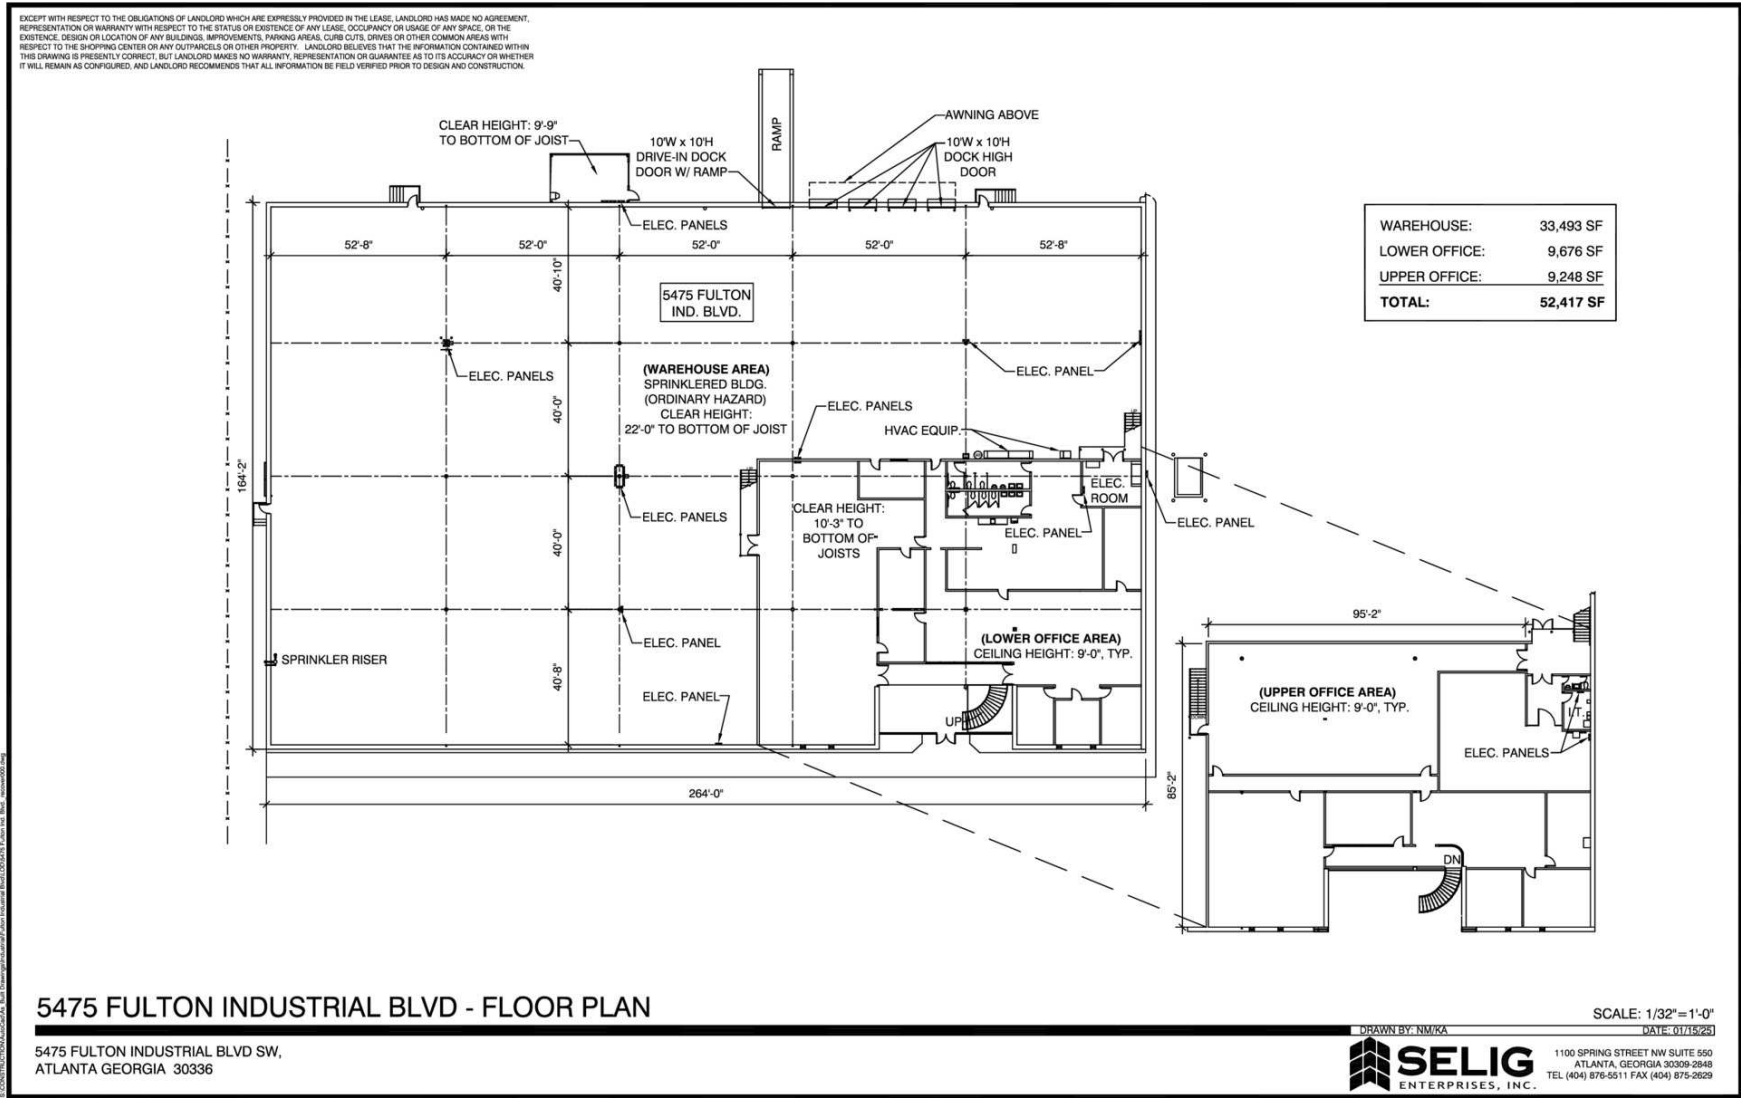 EXCEPT WITH RESPECT TO THE OBLIGATIONS OF LANDLORD WHICH ARE EXPRESSLY PROVIDED IN THE LEASE, LANDLORD HAS MADE NO AGREEMENT,
REPRESENTATION OR WARRANTY WITH RESPECT TO THE STATUS OR EXISTENCE OF ANY LEASE, OCCUPANCY OR USAGE OF ANY SPACE, OR THE
EXISTENCE, DESIGN OR LOCATION OF ANY BUILDINGS, IMPROVEMENTS, PARKING AREAS, CURB CUTS, DRIVES OR OTHER COMMON AREAS WITH
RESPECT TO THE SHOPPING CENTER OR ANY OUTPARCELS OR OTHER PROPERTY. LANDLORD BELIEVES THAT THE INFORMATION CONTAINED WITHIN
THIS DRAWING IS PRESENTLY CORRECT, BUT LANDLORD MAKES NO WARRANTY, REPRESENTATION OR GUARANTEE AS TO ITS ACCURACY OR WHETHER
IT WILL REMAIN AS CONFIGURED, AND LANDLORD RECOMMENDS THAT ALL INFORMATION BE FIELD VERIFIED PRIOR TO DESIGN AND CONSTRUCTION.
CLEAR HEIGHT: 9'-9"
TO BOTTOM OF JOIST
10'W x 10'H
DRIVE-IN DOCK
DOOR W/ RAMP
RAMP
AWNING ABOVE
10'W x 10'H
DOCK HIGH
DOOR
ELEC. PANELS
52'-8"
52'-0"
52'-0"
52'-0"
52'-8"
WAREHOUSE: 33,493 SF
LOWER OFFICE: 9,676 SF
UPPER OFFICE: 9,248 SF
TOTAL: 52,417 SF
40'-10"
5475 FULTON
IND. BLVD.
ELEC. PANELS
(WAREHOUSE AREA)
SPRINKLERED BLDG.
(ORDINARY HAZARD)
CLEAR HEIGHT:
22'-0" TO BOTTOM OF JOIST
ELEC. PANEL
40'-0"
ELEC. PANELS
HVAC EQUIP.
164'-2"
ELEC.
ROOM
ELEC. PANELS
CLEAR HEIGHT:
10'-3" TO
BOTTOM OF
JOISTS
ELEC. PANEL
ELEC. PANEL
40'-0"
ELEC. PANEL
(LOWER OFFICE AREA)
CEILING HEIGHT: 9'-0", TYP.
SPRINKLER RISER
40'-8"
ELEC. PANEL
UP
264'-0"
95'-2"
(UPPER OFFICE AREA)
CEILING HEIGHT: 9'-0", TYP.
DOWN
I.T.
ELEC. PANELS
85'-2"
DN
5475 FULTON INDUSTRIAL BLVD - FLOOR PLAN
SCALE: 1/32"=1'-0"
DRAWN BY: NM/KA
DATE: 01/15/25
5475 FULTON INDUSTRIAL BLVD SW,
ATLANTA GEORGIA 30336
SELIG
ENTERPRISES, INC.
1100 SPRING STREET NW SUITE 550
ATLANTA, GEORGIA 30309-2848
TEL (404) 876-5511 FAX (404) 875-2629